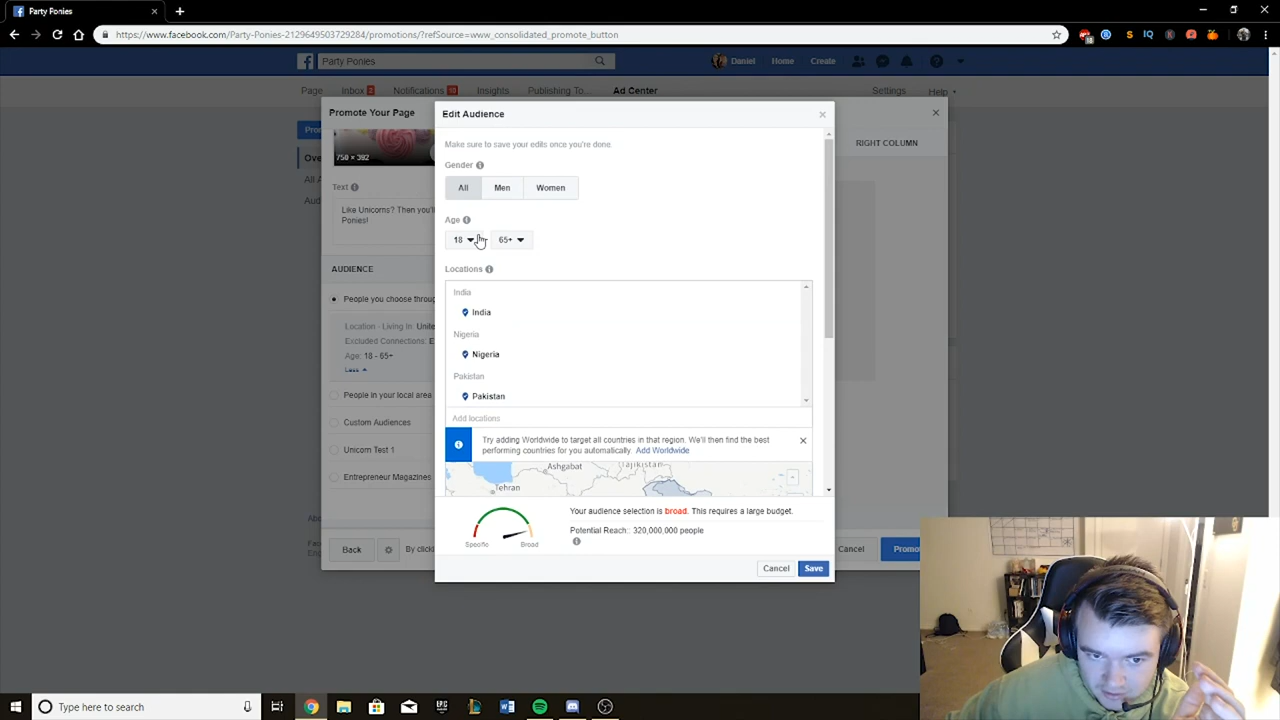 Party Ponies
https://www.facebook.com/Party-Ponies-2129649503729284/promotions/?refSource=www_consolidated_promote_button
Party Ponies
Daniel
Home
Create
Page
Inbox 2
Notifications 10
Insights
Publishing To...
Ad Center
Settings
Help
Promote Your Page
750 × 392
Text
Like Unicorns? Then you'll
Ponies!
AUDIENCE
People you choose throu
Location - Living In: Unite
Excluded Connections: E
Age: 18 - 65+
Less
People in your local area
Custom Audiences
Unicorn Test 1
Entrepreneur Magazines
Back
By clicki
Cancel
Promo
RIGHT COLUMN
Edit Audience
Make sure to save your edits once you're done.
Gender
All
Men
Women
Age
18
65+
Locations
India
India
Nigeria
Nigeria
Pakistan
Pakistan
Add locations
Try adding Worldwide to target all countries in that region. We'll then find the best
performing countries for you automatically. Add Worldwide
Ashgabat
Tajikistan
Tehran
Specific
Broad
Your audience selection is broad. This requires a large budget.
Potential Reach: 320,000,000 people
Cancel
Save
Type here to search